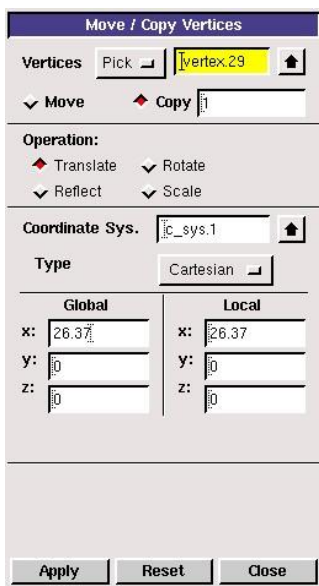 Move / Copy Vertices
Vertices Pick vertex.29
Move Copy 1
Operation:
Translate Rotate
Reflect Scale
Coordinate Sys. c_sys.1
Type Cartesian
Global Local
x: 26.37 x: 26.37
y: 0 y: 0
z: 0 z: 0
Apply Reset Close